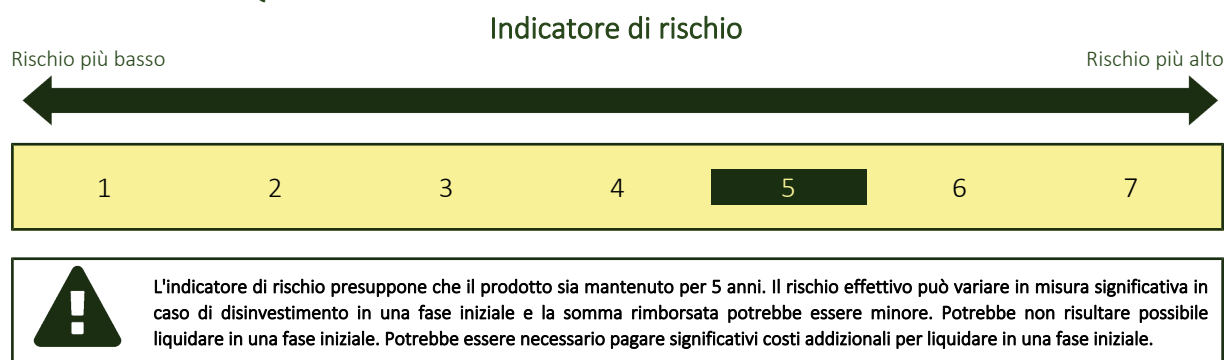 Indicatore di rischio
Rischio più basso
Rischio più alto
1 2 3 4 5 6 7
L'indicatore di rischio presuppone che il prodotto sia mantenuto per 5 anni. Il rischio effettivo può variare in misura significativa in
caso di disinvestimento in una fase iniziale e la somma rimborsata potrebbe essere minore. Potrebbe non risultare possibile
liquidare in una fase iniziale. Potrebbe essere necessario pagare significativi costi addizionali per liquidare in una fase iniziale.